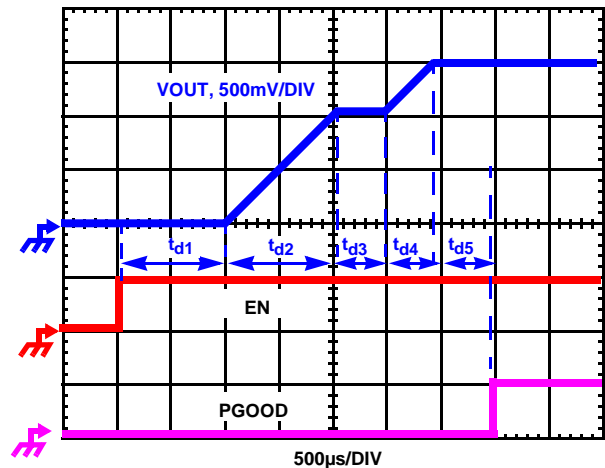 VOUT, 500mV/DIV
td1 td2 td3 td4 td5
EN
PGOOD
500µs/DIV